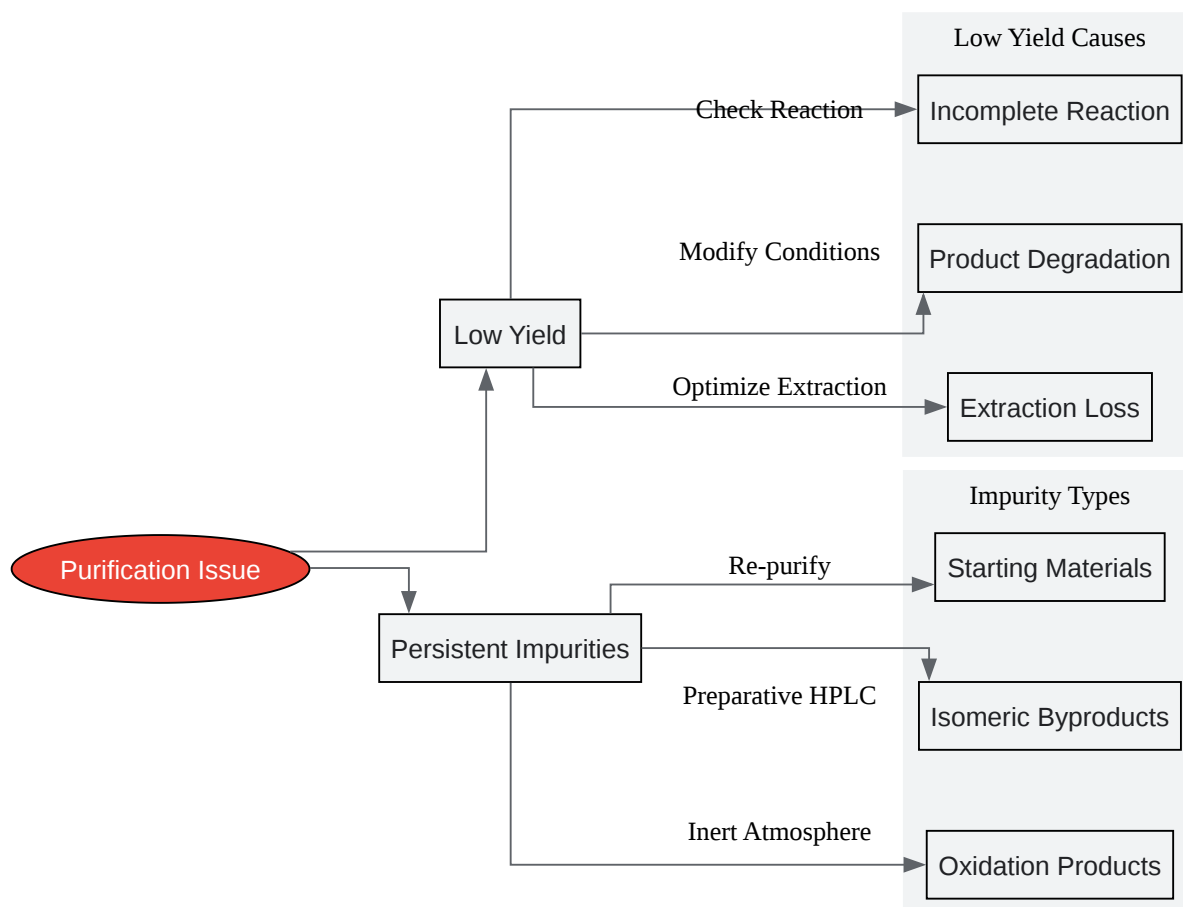 Low Yield Causes
Check Reaction
Incomplete Reaction
Modify Conditions
Product Degradation
Low Yield
Optimize Extraction
Extraction Loss
Impurity Types
Purification Issue
Re-purify
Starting Materials
Persistent Impurities
Preparative HPLC
Isomeric Byproducts
Inert Atmosphere
Oxidation Products